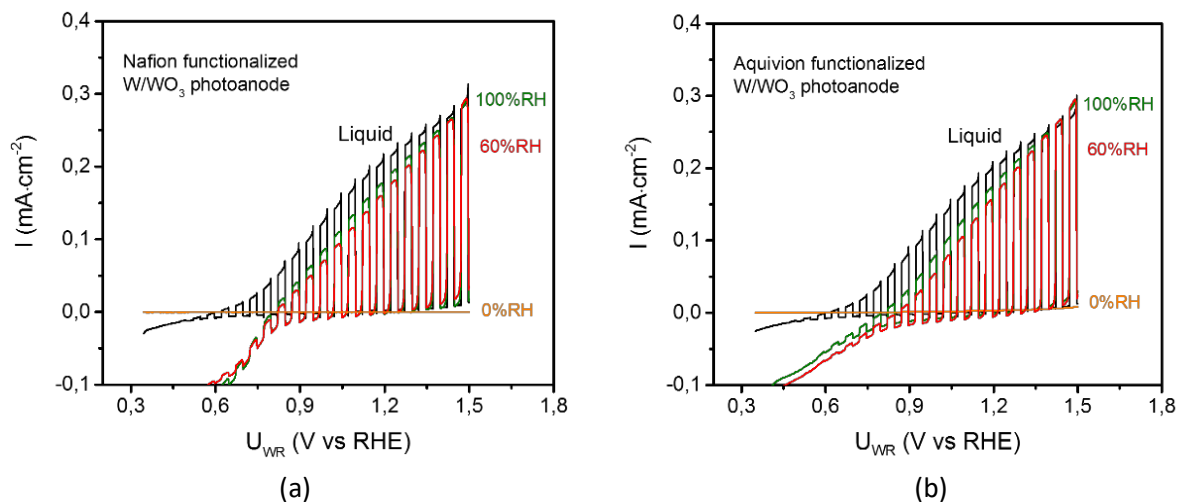 0,4
0,3
0,2
0,1
0,0
-0,1
I (mA·cm⁻²)
Nafion functionalized
W/WO₃ photoanode
Liquid
100%RH
60%RH
0%RH
0,3 0,6 0,9 1,2 1,5 1,8
U_WR (V vs RHE)
(a)
0,4
0,3
0,2
0,1
0,0
-0,1
I (mA·cm⁻²)
Aquivion functionalized
W/WO₃ photoanode
Liquid
100%RH
60%RH
0%RH
0,3 0,6 0,9 1,2 1,5 1,8
U_WR (V vs RHE)
(b)